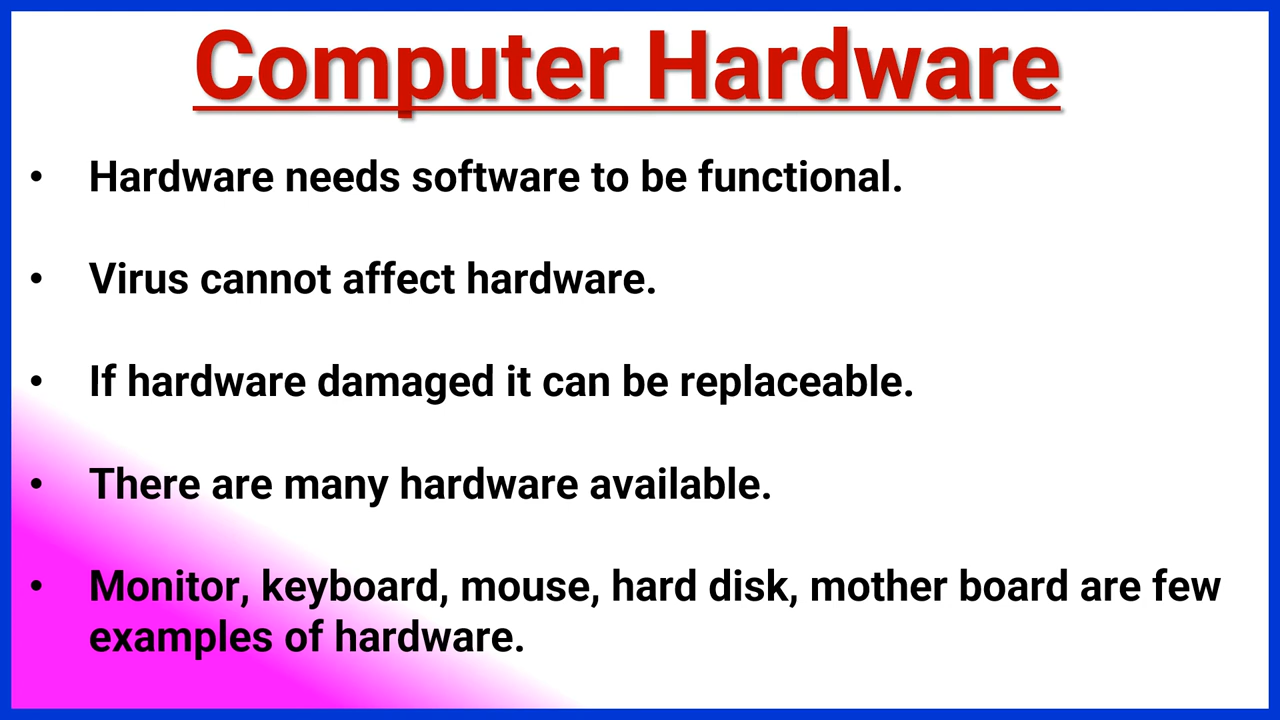 Computer Hardware
• Hardware needs software to be functional.
• Virus cannot affect hardware.
• If hardware damaged it can be replaceable.
• There are many hardware available.
• Monitor, keyboard, mouse, hard disk, mother board are few
examples of hardware.